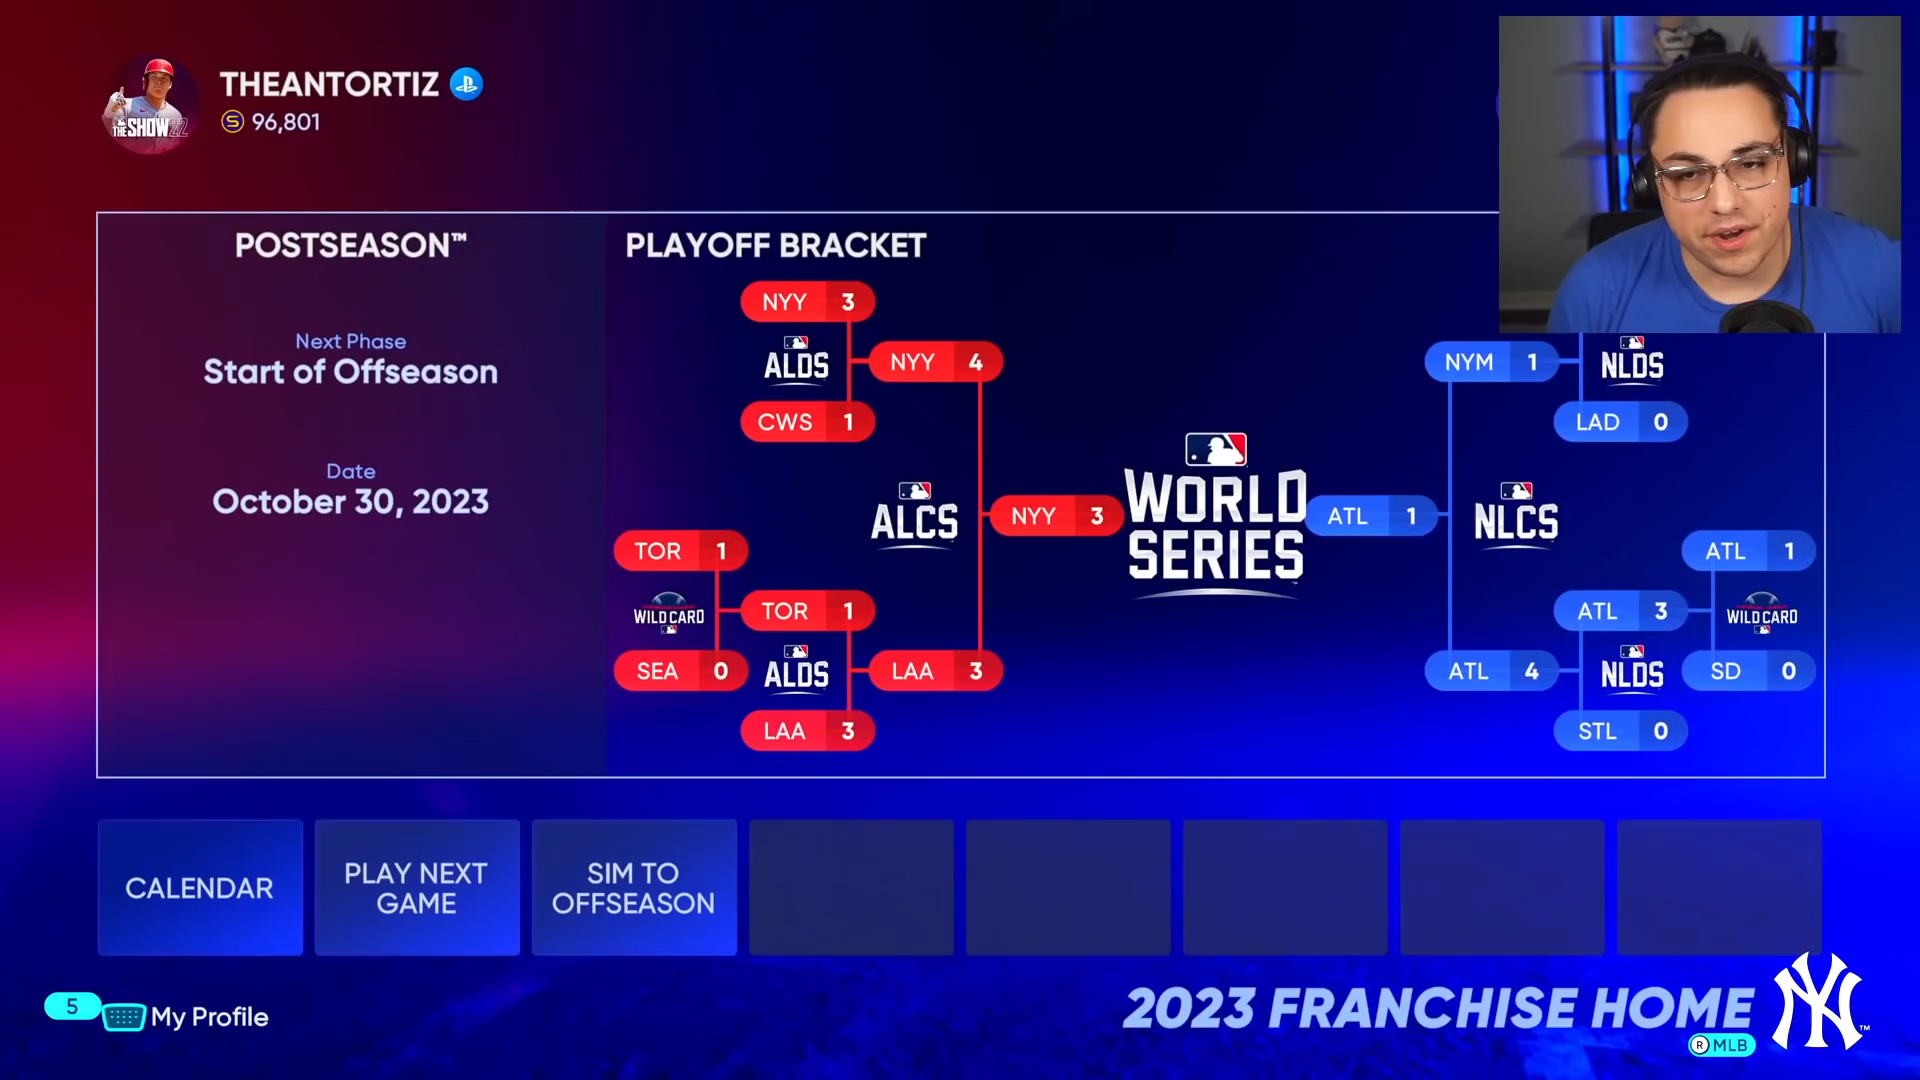 THEANTORTIZ
96,801
THE SHOW 22
POSTSEASON™
Next Phase
Start of Offseason
Date
October 30, 2023
PLAYOFF BRACKET
NYY 3
ALDS
CWS 1
NYY 4
ALCS
TOR 1
WILD CARD
SEA 0
TOR 1
ALDS
LAA 3
LAA 3
NYY 3
WORLD
SERIES
ATL 1
NYM 1
NLDS
LAD 0
NLCS
ATL 1
WILD CARD
SD 0
ATL 3
NLDS
STL 0
ATL 4
CALENDAR
PLAY NEXT
GAME
SIM TO
OFFSEASON
5
My Profile
2023 FRANCHISE HOME
NY™
R MLB